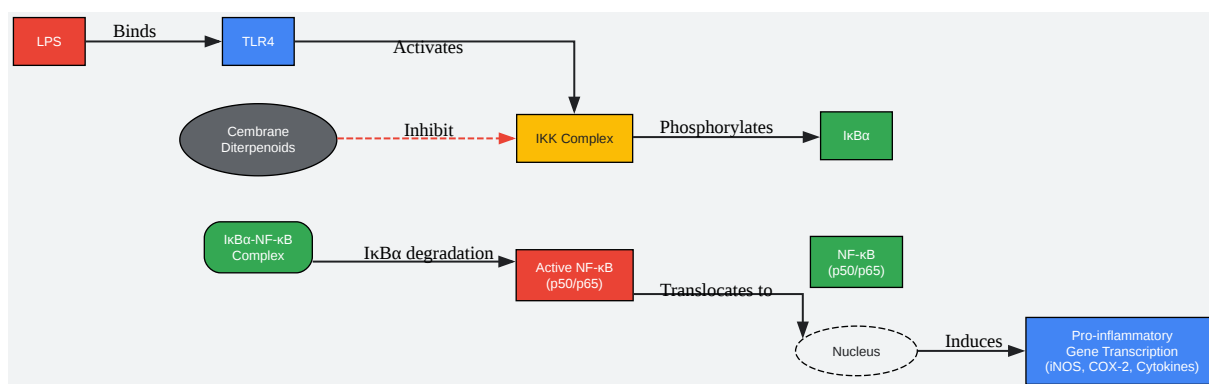 LPS
Binds
TLR4
Activates
Cembrane
Diterpenoids
Inhibit
IKK Complex
Phosphorylates
IκBα
IκBα-NF-κB
Complex
IκBα degradation
Active NF-κB
(p50/p65)
NF-κB
(p50/p65)
Translocates to
Nucleus
Induces
Pro-inflammatory
Gene Transcription
(iNOS, COX-2, Cytokines)